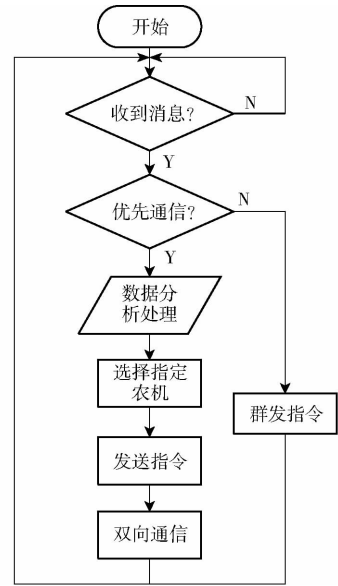 开始
收到消息?
N
Y
优先通信?
N
Y
数据分
析处理
选择指定
农机
群发指令
发送指令
双向通信